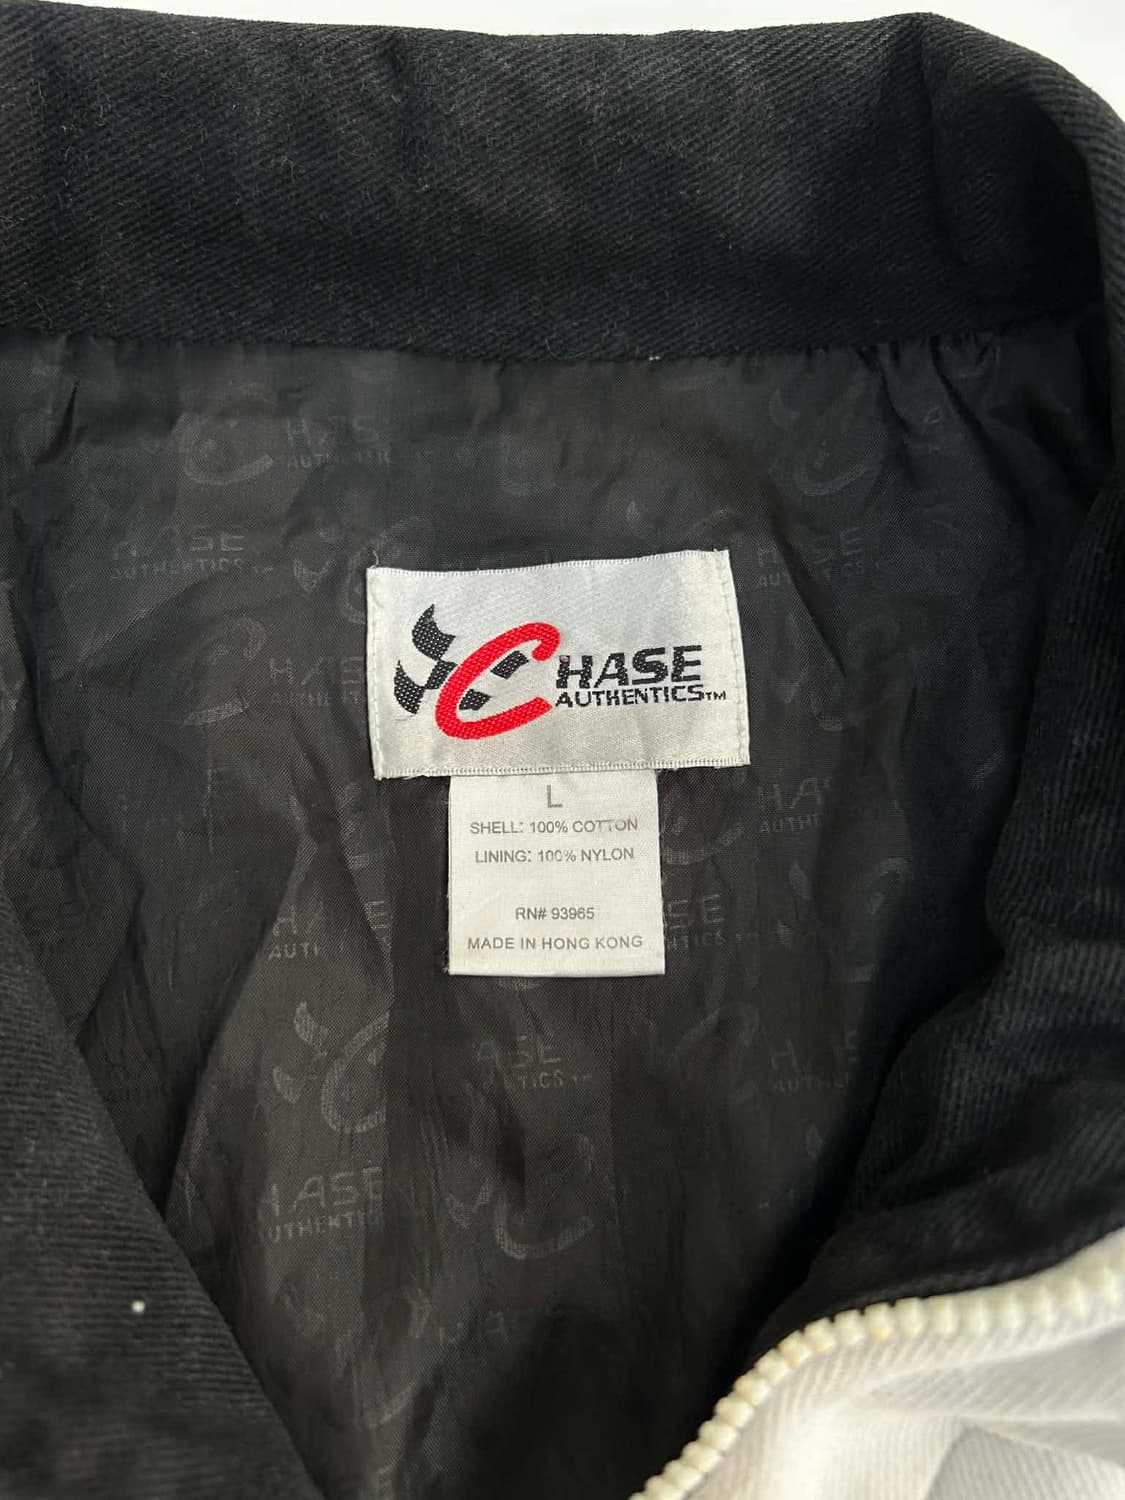 CHASE
AUTHENTICS™
L
SHELL: 100% COTTON
LINING: 100% NYLON
RN# 93965
MADE IN HONG KONG